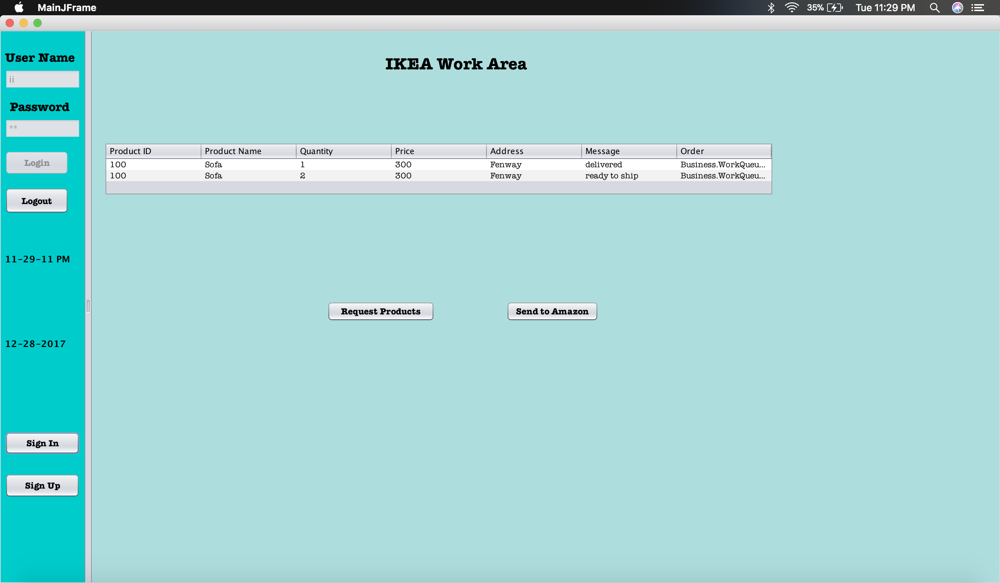 MainJFrame 35% Tue 11:29 PM
User Name
ii
Password
**
Login
Logout
11-29-11 PM
12-28-2017
Sign In
Sign Up
IKEA Work Area
Product ID Product Name Quantity Price Address Message Order
100 Sofa 1 300 Fenway delivered Business.WorkQueu...
100 Sofa 2 300 Fenway ready to ship Business.WorkQueu...
Request Products Send to Amazon